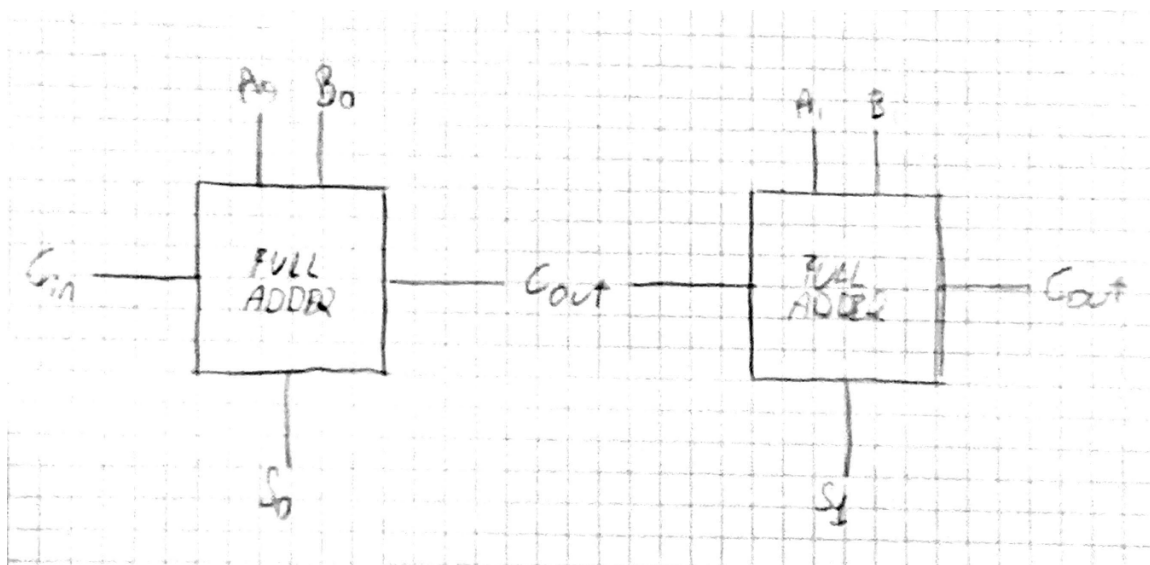 A0 B0
A1 B
Cin
FULL
ADDER
Cout
FULL
ADDER
Cout
S0
S1